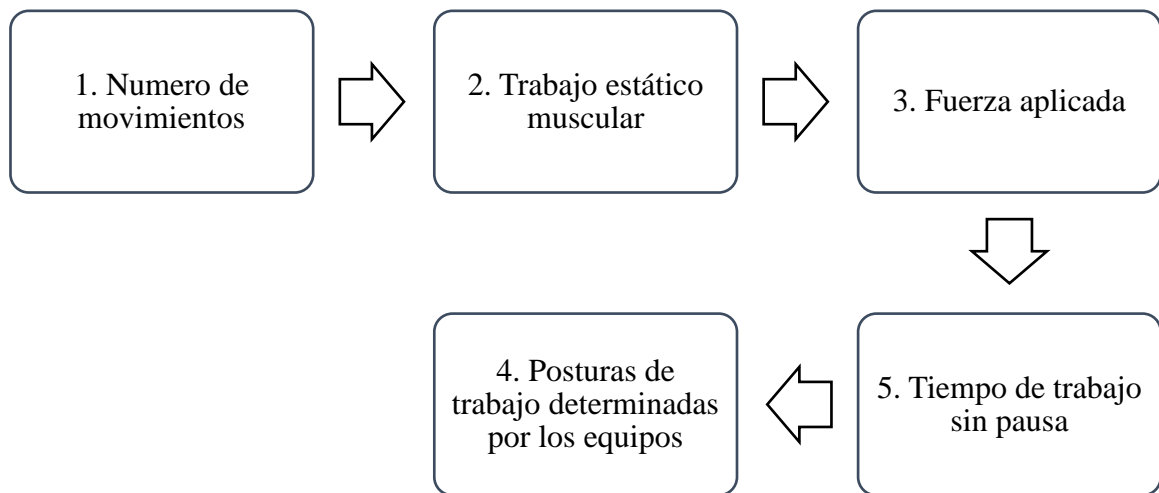 1. Numero de
movimientos
2. Trabajo estático
muscular
3. Fuerza aplicada
5. Tiempo de trabajo
sin pausa
4. Posturas de
trabajo determinadas
por los equipos